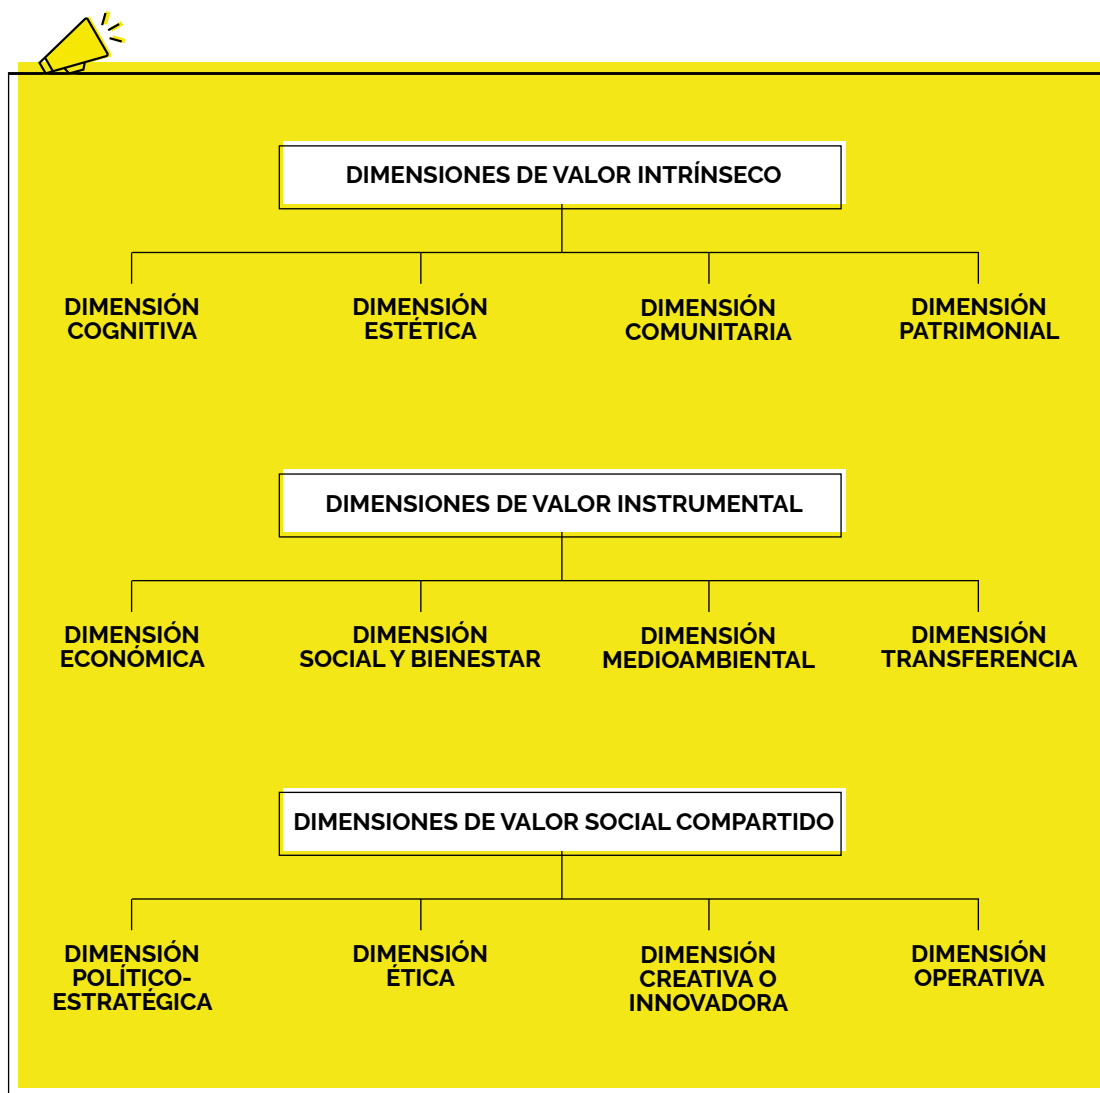 DIMENSIONES DE VALOR INTRÍNSECO
DIMENSIÓN
COGNITIVA
DIMENSIÓN
ESTÉTICA
DIMENSIÓN
COMUNITARIA
DIMENSIÓN
PATRIMONIAL
DIMENSIONES DE VALOR INSTRUMENTAL
DIMENSIÓN
ECONÓMICA
DIMENSIÓN
SOCIAL Y BIENESTAR
DIMENSIÓN
MEDIOAMBIENTAL
DIMENSIÓN
TRANSFERENCIA
DIMENSIONES DE VALOR SOCIAL COMPARTIDO
DIMENSIÓN
POLÍTICO-
ESTRATÉGICA
DIMENSIÓN
ÉTICA
DIMENSIÓN
CREATIVA O
INNOVADORA
DIMENSIÓN
OPERATIVA